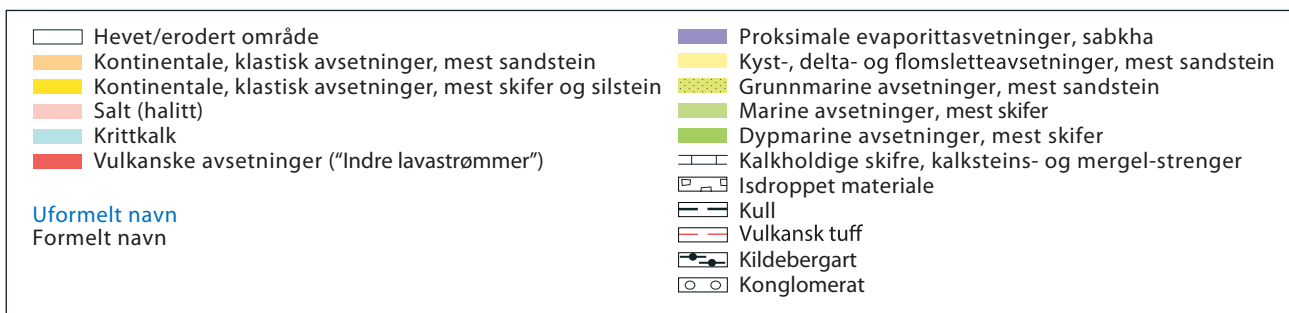 Hevet/erodert område
Kontinentale, klastisk avsetninger, mest sandstein
Kontinentale, klastisk avsetninger, mest skifer og silstein
Salt (halitt)
Krittkalk
Vulkanske avsetninger (“Indre lavastrømmer”)
Uformelt navn
Formelt navn
Proksimale evaporittasvetninger, sabkha
Kyst-, delta- og flomsletteavsetninger, mest sandstein
Grunnmarine avsetninger, mest sandstein
Marine avsetninger, mest skifer
Dypmarine avsetninger, mest skifer
Kalkholdige skifre, kalksteins- og mergel-strenger
Isdroppet materiale
Kull
Vulkansk tuff
Kildebergart
Konglomerat